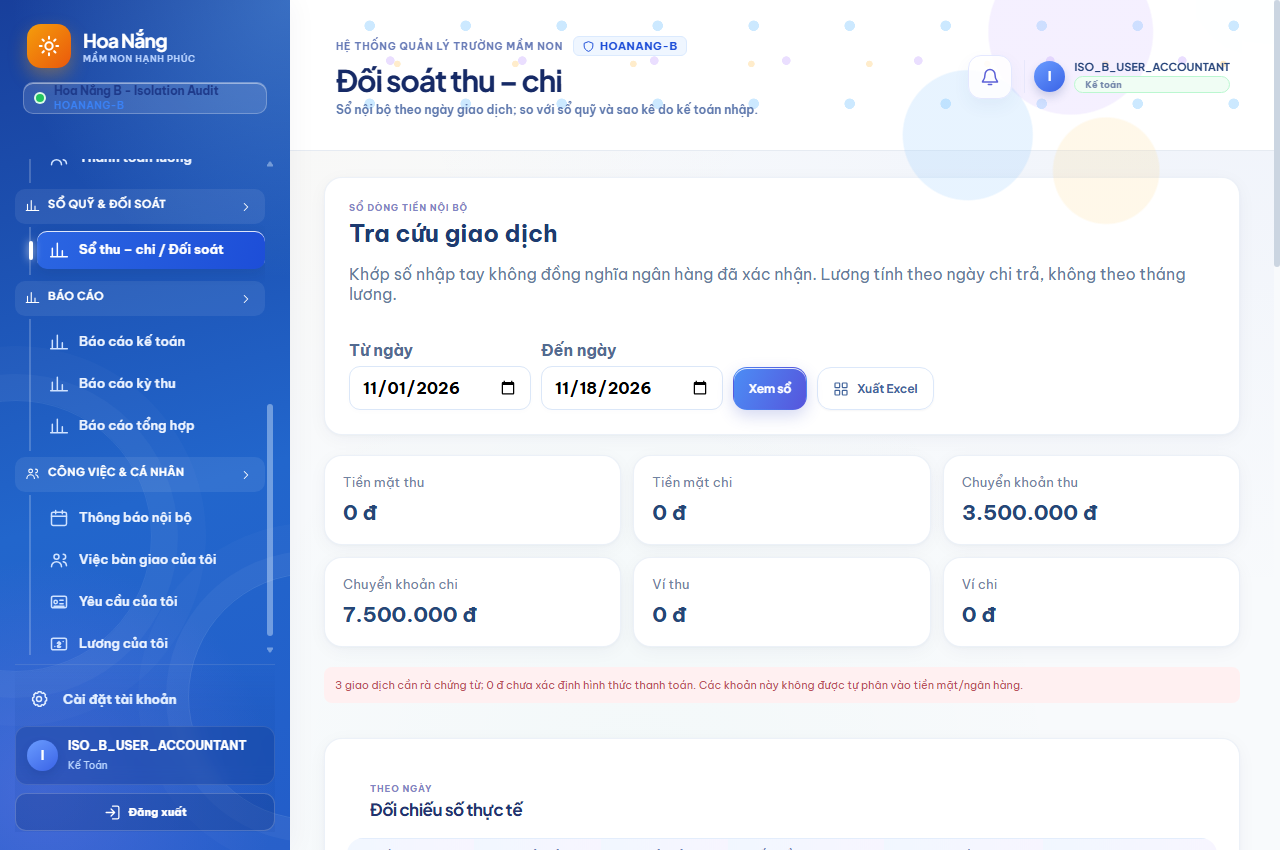 Hoa Nắng
MẦM NON HẠNH PHÚC
Hoa Nắng B - Isolation Audit
HOANANG-B
Thanh toán lương
SỔ QUỸ & ĐỐI SOÁT
Sổ thu – chi / Đối soát
BÁO CÁO
Báo cáo kế toán
Báo cáo kỳ thu
Báo cáo tổng hợp
CÔNG VIỆC & CÁ NHÂN
Thông báo nội bộ
Việc bàn giao của tôi
Yêu cầu của tôi
Lương của tôi
Cài đặt tài khoản
I
ISO_B_USER_ACCOUNTANT
Kế Toán
Đăng xuất
HỆ THỐNG QUẢN LÝ TRƯỜNG MẦM NON
HOANANG-B
Đối soát thu – chi
Sổ nội bộ theo ngày giao dịch; so với sổ quỹ và sao kê do kế toán nhập.
I
ISO_B_USER_ACCOUNTANT
Kế toán
SỔ DÒNG TIỀN NỘI BỘ
Tra cứu giao dịch
Khớp số nhập tay không đồng nghĩa ngân hàng đã xác nhận. Lương tính theo ngày chi trả, không theo tháng
lương.
Từ ngày
Đến ngày
11/01/2026
11/18/2026
Xem sổ
Xuất Excel
Tiền mặt thu
0 đ
Tiền mặt chi
0 đ
Chuyển khoản thu
3.500.000 đ
Chuyển khoản chi
7.500.000 đ
Ví thu
0 đ
Ví chi
0 đ
3 giao dịch cần rà chứng từ; 0 đ chưa xác định hình thức thanh toán. Các khoản này không được tự phân vào tiền mặt/ngân hàng.
THEO NGÀY
Đối chiếu số thực tế